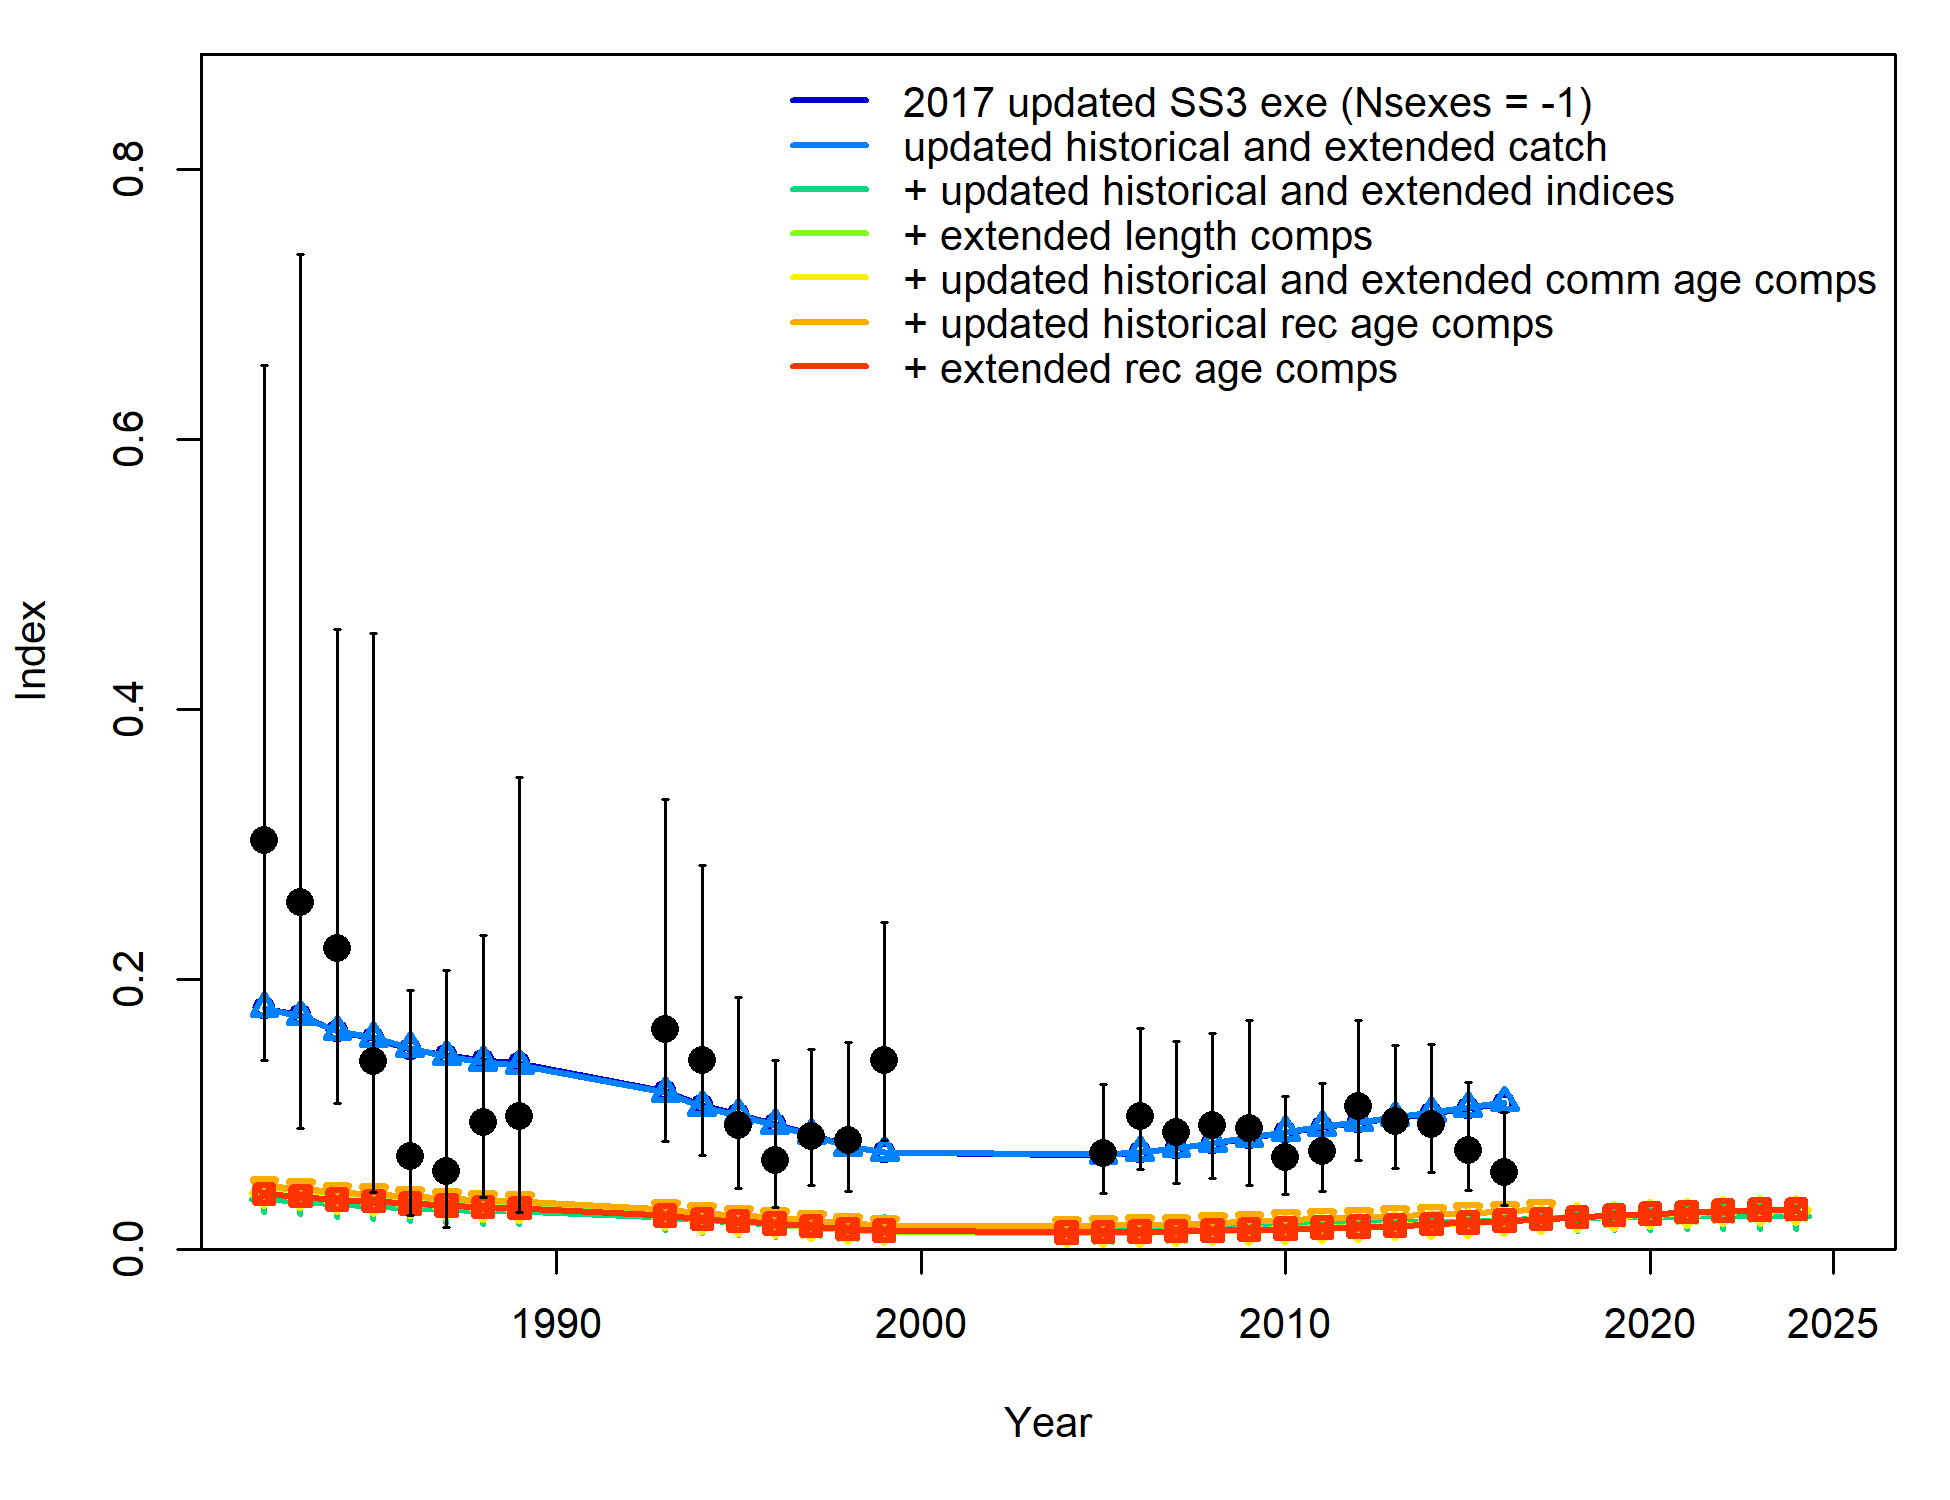 2017 updated SS3 exe (Nsexes = -1)
updated historical and extended catch
+ updated historical and extended indices
+ extended length comps
+ updated historical and extended comm age comps
+ updated historical rec age comps
+ extended rec age comps
0.8
0.6
0.4
0.2
0.0
Index
1990 2000 2010 2020 2025
Year